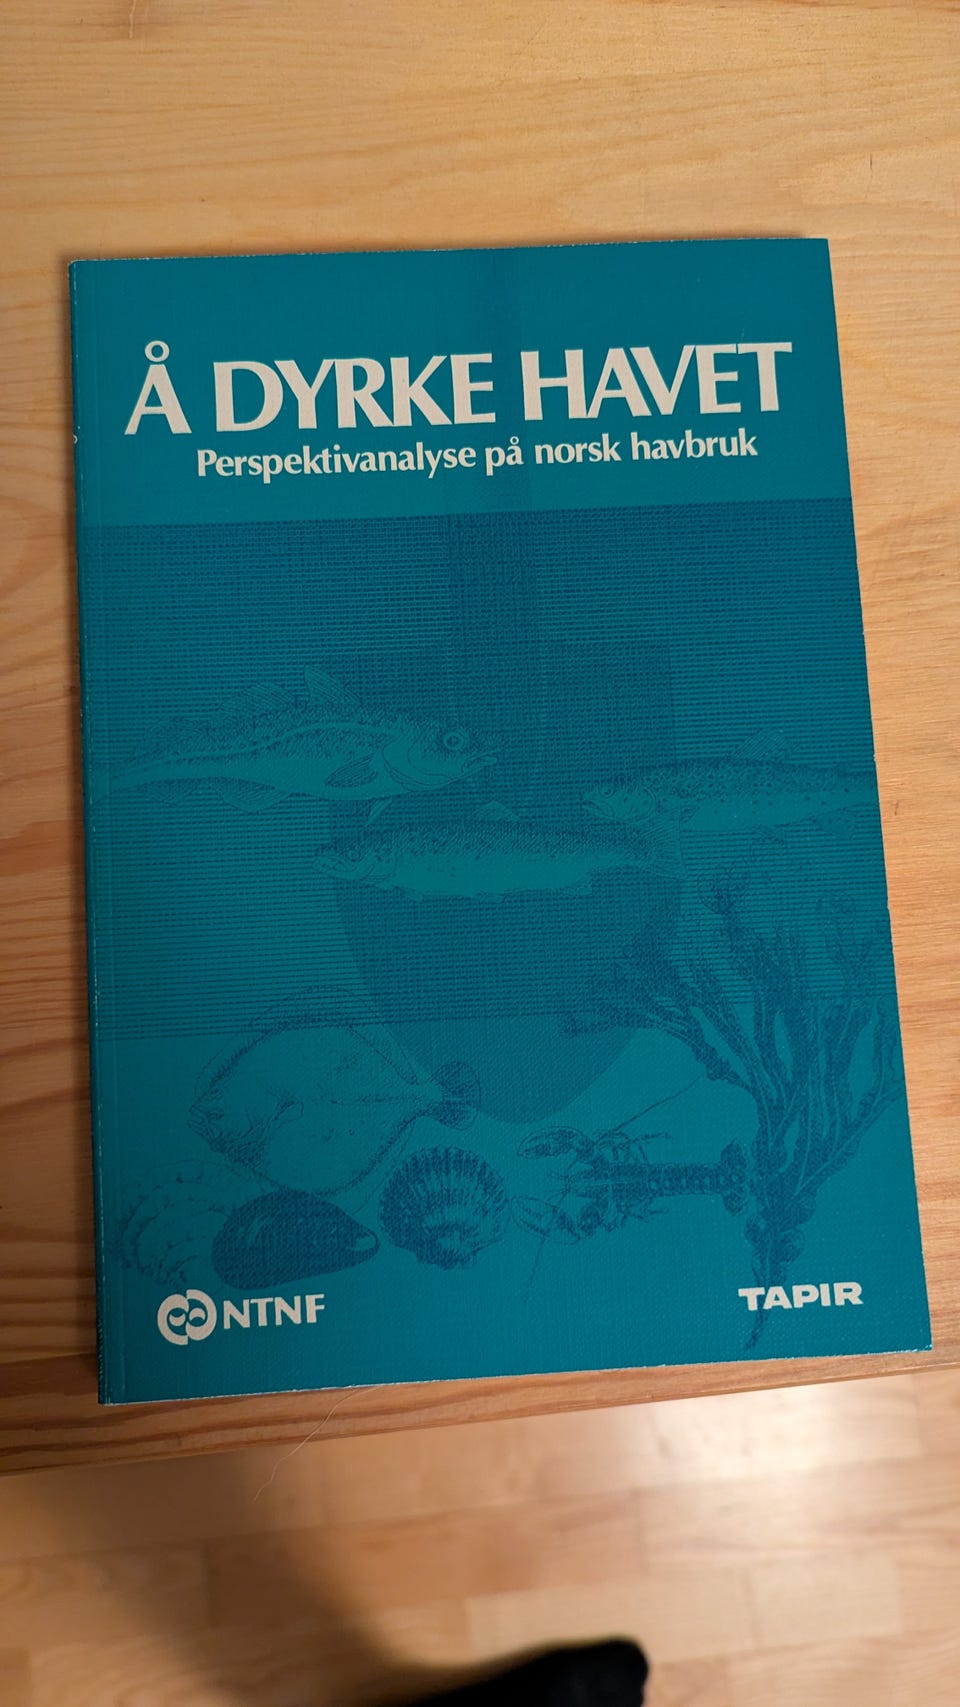 Å DYRKE HAVET
Perspektivanalyse på norsk havbruk
NTNF
TAPIR